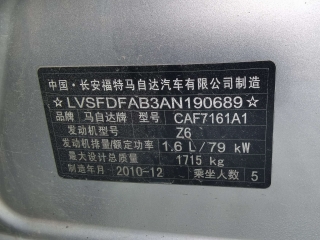 中国·长安福特马自达汽车有限公司制造
☆LVSFDFAB3AN190689☆
品牌 马自达牌 型号 CAF7161A1
发动机型号 Z6
发动机排量/额定功率 1.6 L/79 kW
最大设计总质量 1715 kg
制造年月 2010-12 乘坐人数 5